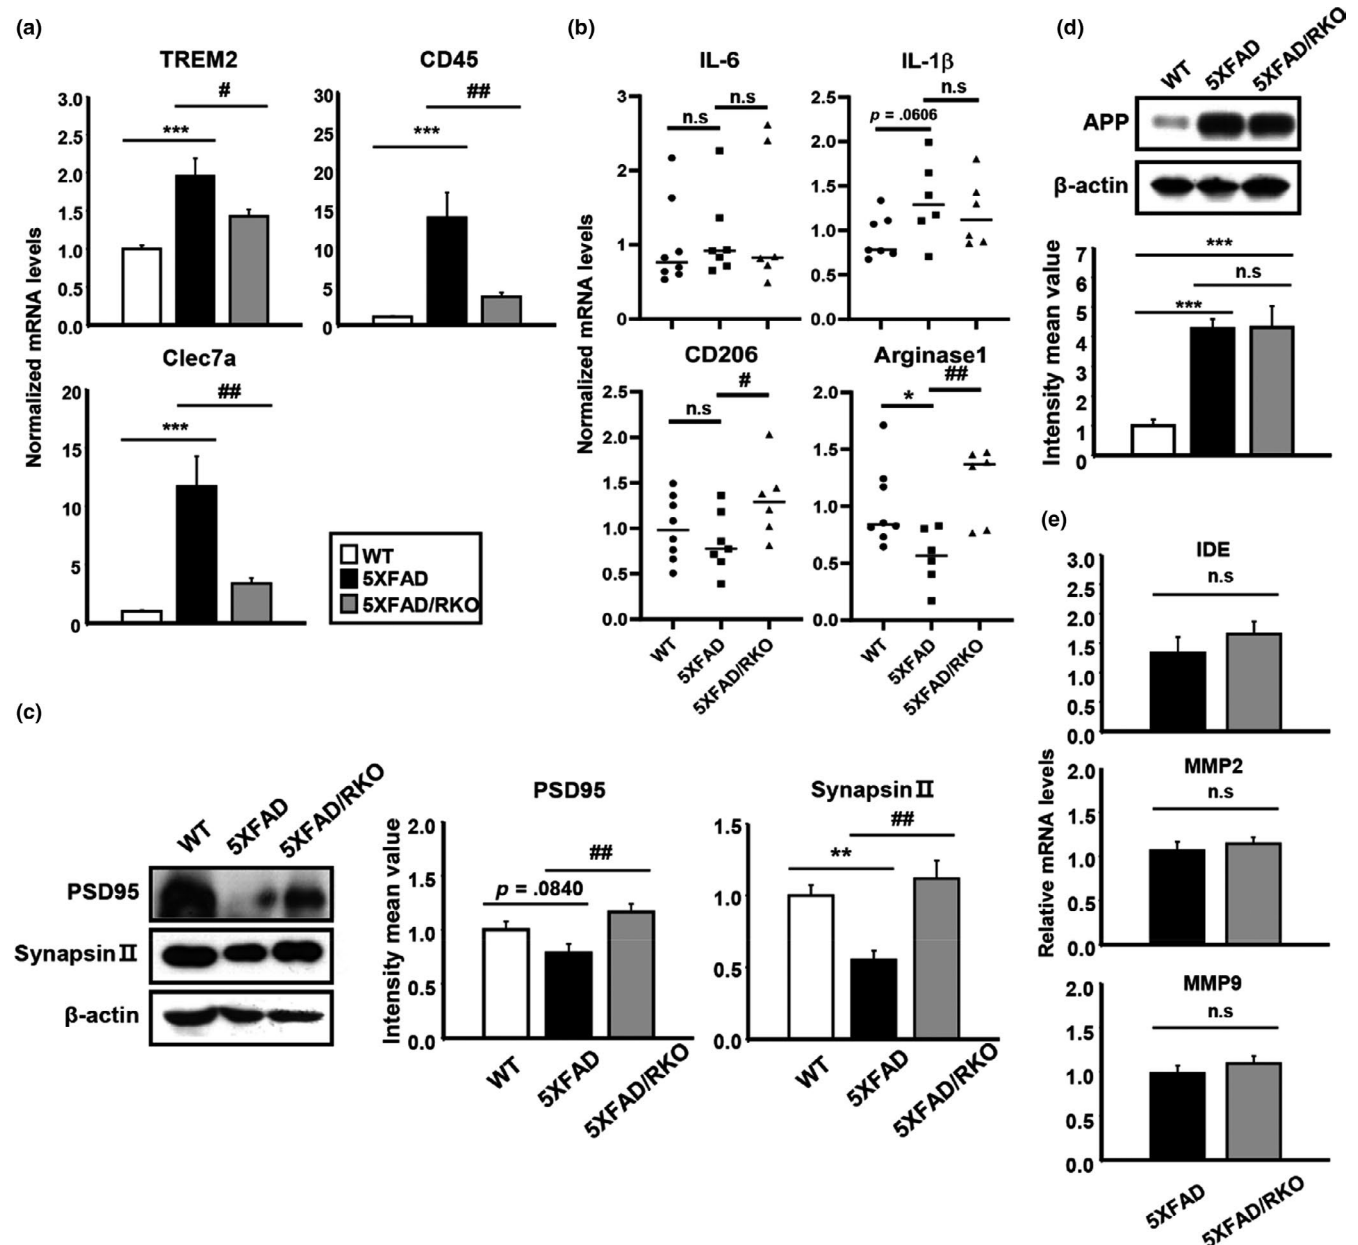 (a)
TREM2
#
***
3.0
2.5
2.0
1.5
1.0
0.5
0.0
CD45
##
***
30
25
20
15
10
5
0
Clec7a
##
***
20
15
10
5
0
Normalized mRNA levels
WT
5XFAD
5XFAD/RKO
(b)
IL-6
n.s
n.s
3
2
1
0
IL-1β
n.s
p = .0606
2.5
2.0
1.5
1.0
0.5
0.0
Normalized mRNA levels
CD206
#
n.s
2.5
2.0
1.5
1.0
0.5
0.0
WT
5XFAD
5XFAD/RKO
Arginase1
##
*
2.0
1.5
1.0
0.5
0.0
WT
5XFAD
5XFAD/RKO
(c)
WT
5XFAD
5XFAD/RKO
PSD95
Synapsin II
β-actin
PSD95
##
p = .0840
2.0
1.5
1.0
0.5
0.0
Intensity mean value
WT
5XFAD
5XFAD/RKO
Synapsin II
##
**
1.5
1.0
0.5
0.0
WT
5XFAD
5XFAD/RKO
(d)
WT
5XFAD
5XFAD/RKO
APP
β-actin
***
n.s
***
7
6
5
4
3
2
1
0
Intensity mean value
(e)
IDE
n.s
3.0
2.5
2.0
1.5
1.0
0.5
0.0
MMP2
n.s
2.0
1.5
1.0
0.5
0.0
Relative mRNA levels
MMP9
n.s
2.0
1.5
1.0
0.5
0.0
5XFAD
5XFAD/RKO